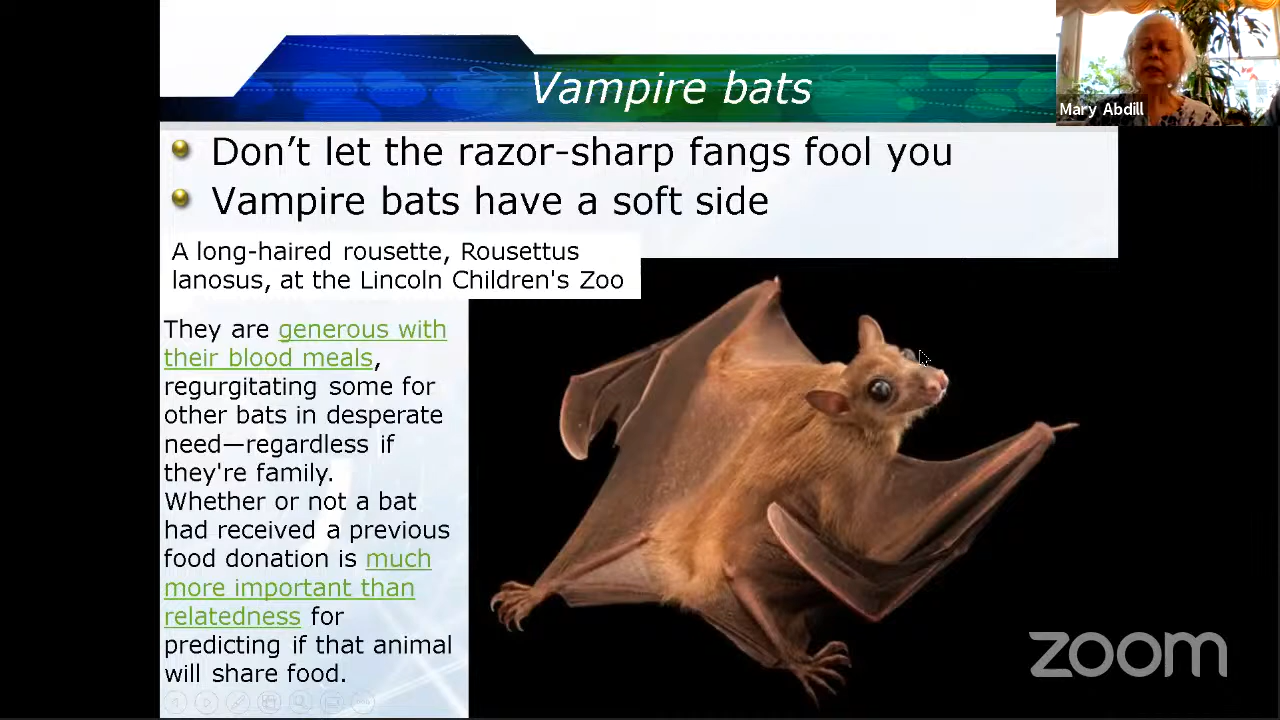 Vampire bats
Mary Abdill
Don’t let the razor-sharp fangs fool you
Vampire bats have a soft side
A long-haired rousette, Rousettus
lanosus, at the Lincoln Children's Zoo
They are generous with
their blood meals,
regurgitating some for
other bats in desperate
need—regardless if
they're family.
Whether or not a bat
had received a previous
food donation is much
more important than
relatedness for
predicting if that animal
will share food.
zoom